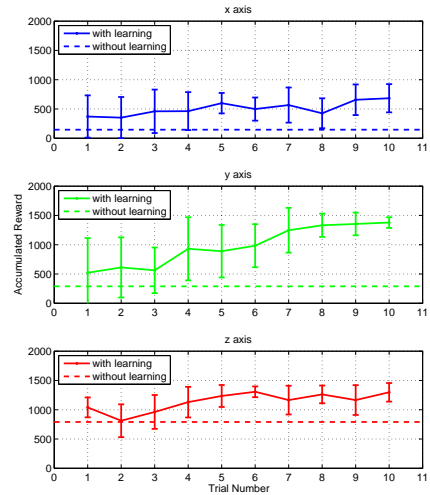 x axis
2000
1500
1000
500
0
with learning
without learning
0 1 2 3 4 5 6 7 8 9 10 11
y axis
Accumulated Reward
2000
1500
1000
500
0
with learning
without learning
0 1 2 3 4 5 6 7 8 9 10 11
z axis
2000
1500
1000
500
0
with learning
without learning
0 1 2 3 4 5 6 7 8 9 10 11
Trial Number